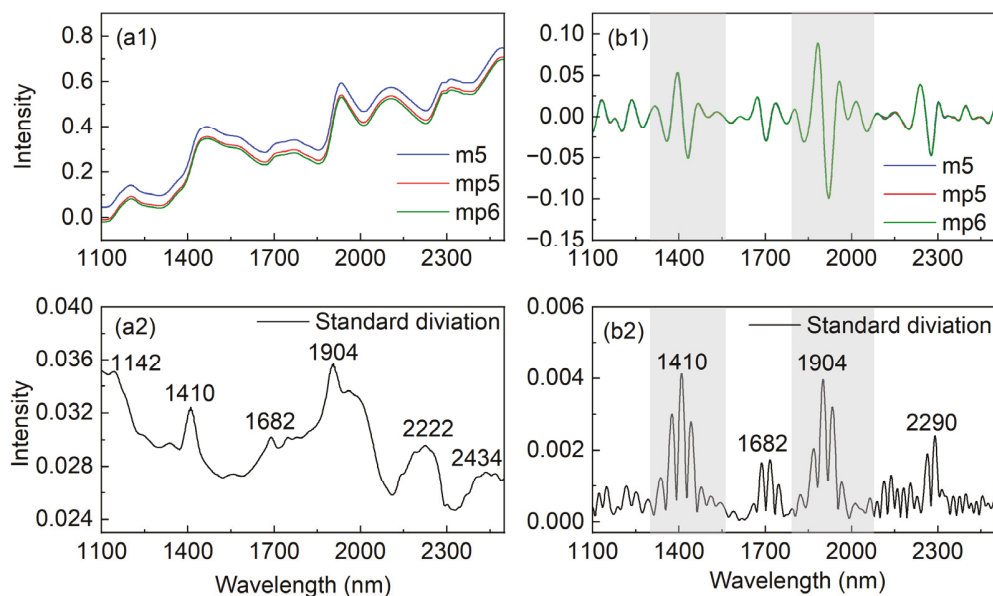 (a1)
Intensity
0.8
0.6
0.4
0.2
0.0
m5
mp5
mp6
1100 1400 1700 2000 2300
(b1)
0.10
0.05
0.00
−0.05
−0.10
−0.15
m5
mp5
mp6
1100 1400 1700 2000 2300
(a2)
Standard diviation
Intensity
0.040
0.036
0.032
0.028
0.024
1142
1410
1682
1904
2222
2434
1100 1400 1700 2000 2300
Wavelength (nm)
(b2)
Standard diviation
0.006
0.004
0.002
0.000
1410
1682
1904
2290
1100 1400 1700 2000 2300
Wavelength (nm)